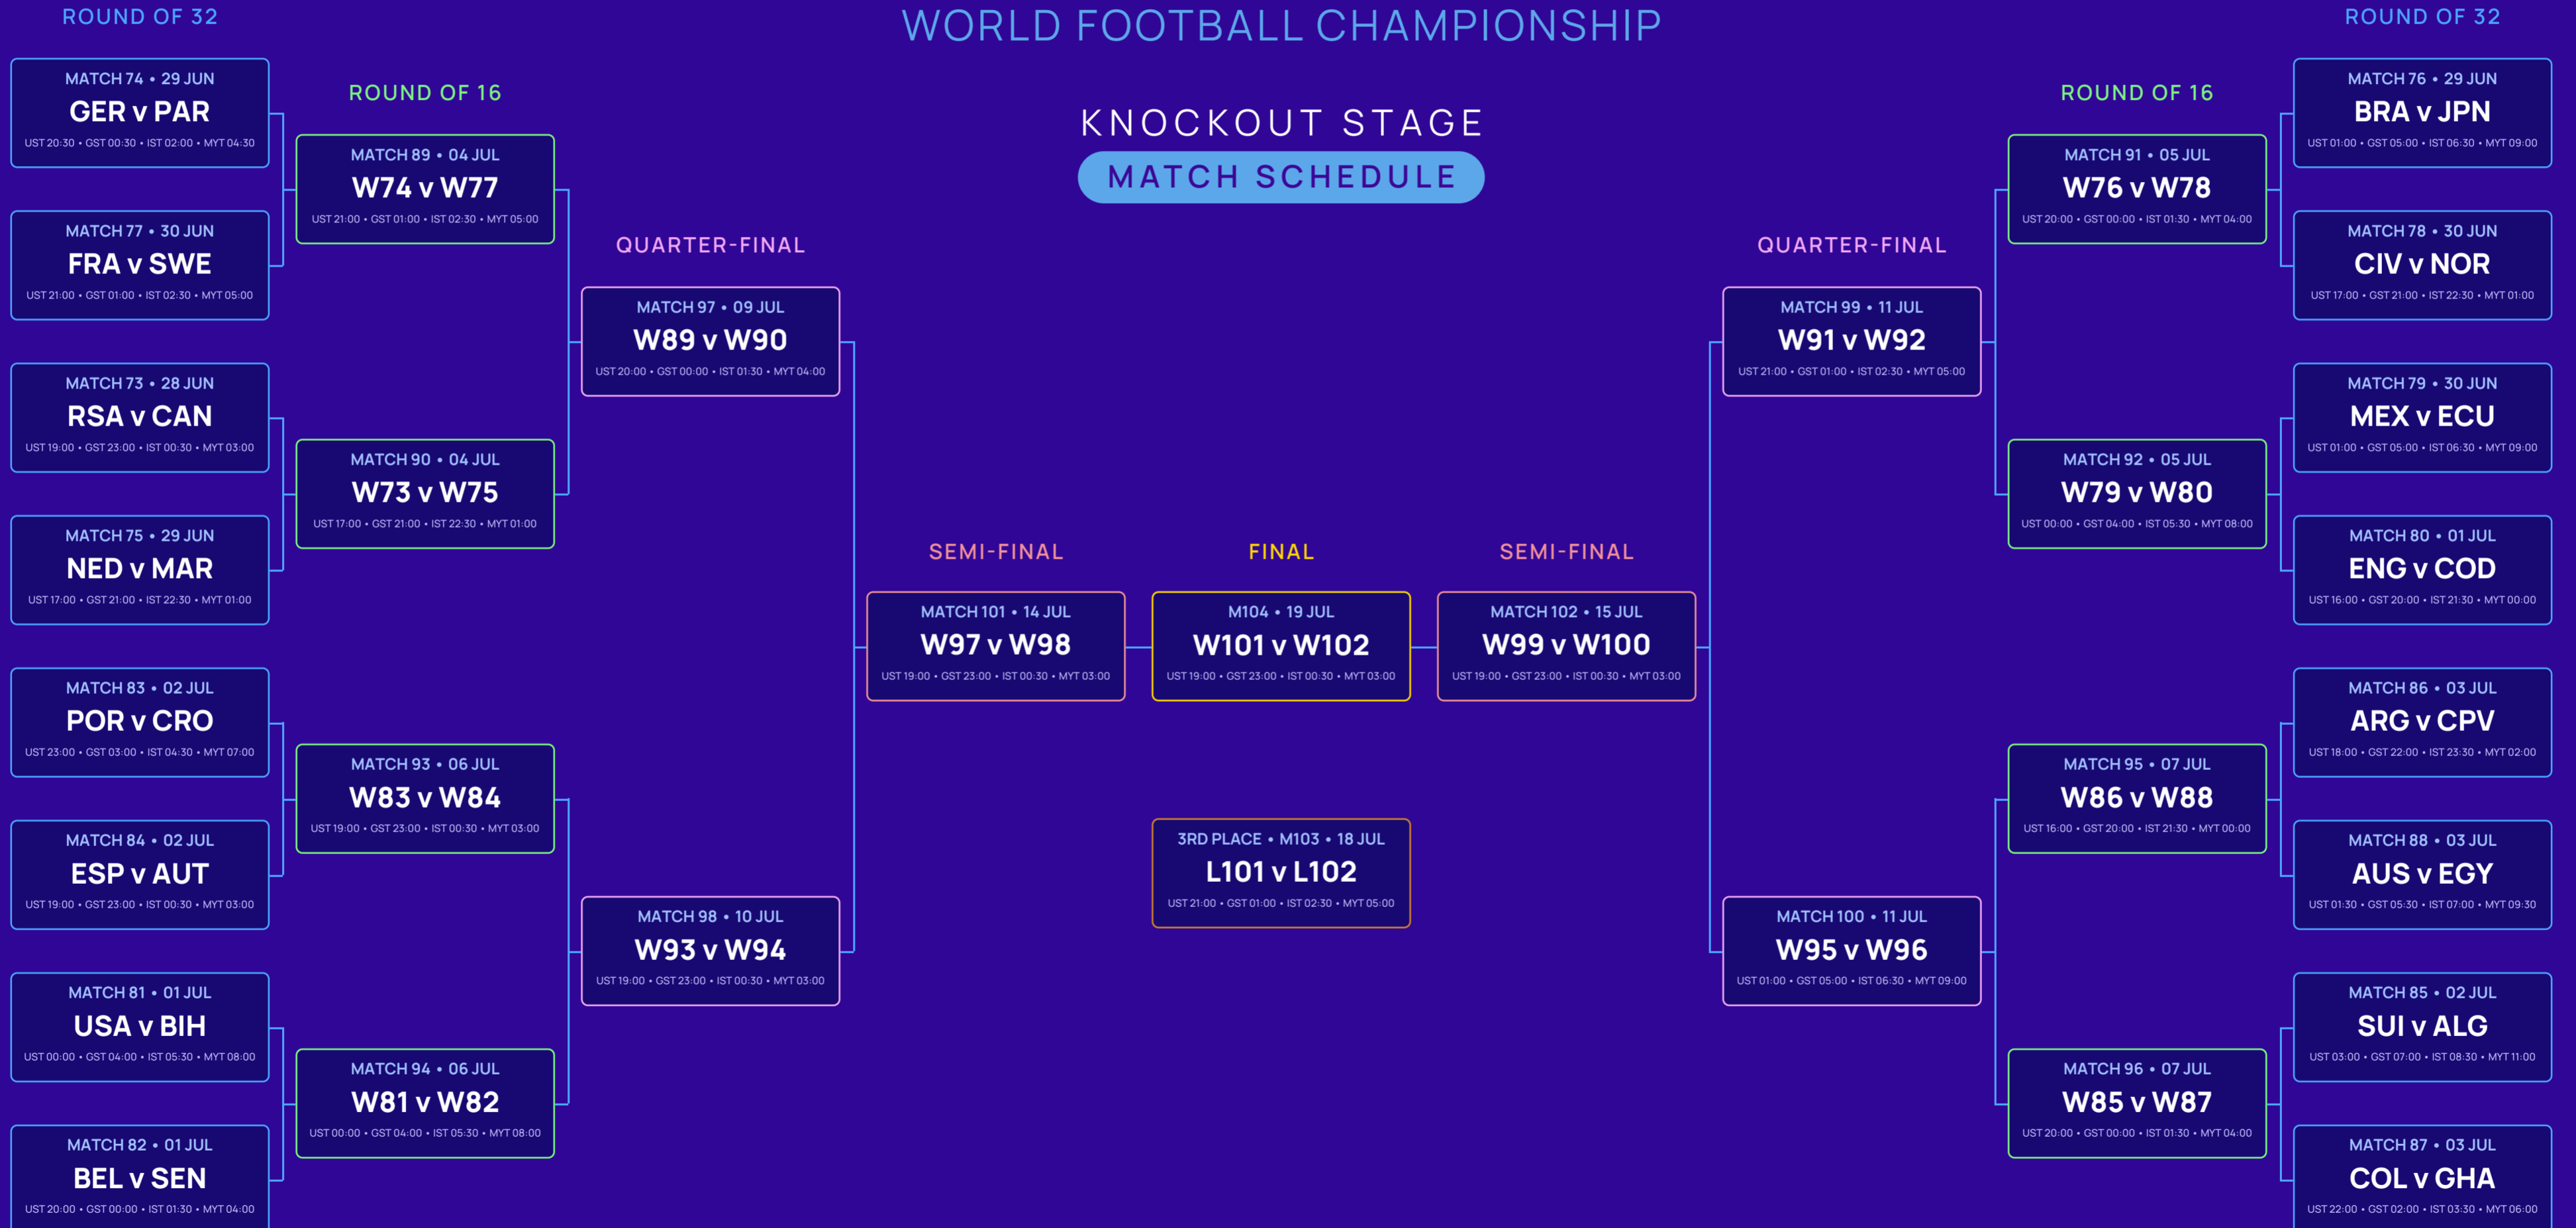 WORLD FOOTBALL CHAMPIONSHIP
KNOCKOUT STAGE
MATCH SCHEDULE
ROUND OF 32
MATCH 74 • 29 JUN
GER v PAR
UST 20:30 • GST 00:30 • IST 02:00 • MYT 04:30
MATCH 77 • 30 JUN
FRA v SWE
UST 21:00 • GST 01:00 • IST 02:30 • MYT 05:00
MATCH 73 • 28 JUN
RSA v CAN
UST 19:00 • GST 23:00 • IST 00:30 • MYT 03:00
MATCH 75 • 29 JUN
NED v MAR
UST 17:00 • GST 21:00 • IST 22:30 • MYT 01:00
MATCH 83 • 02 JUL
POR v CRO
UST 23:00 • GST 03:00 • IST 04:30 • MYT 07:00
MATCH 84 • 02 JUL
ESP v AUT
UST 19:00 • GST 23:00 • IST 00:30 • MYT 03:00
MATCH 81 • 01 JUL
USA v BIH
UST 00:00 • GST 04:00 • IST 05:30 • MYT 08:00
MATCH 82 • 01 JUL
BEL v SEN
UST 20:00 • GST 00:00 • IST 01:30 • MYT 04:00
ROUND OF 16
MATCH 89 • 04 JUL
W74 v W77
UST 21:00 • GST 01:00 • IST 02:30 • MYT 05:00
MATCH 90 • 04 JUL
W73 v W75
UST 17:00 • GST 21:00 • IST 22:30 • MYT 01:00
MATCH 93 • 06 JUL
W83 v W84
UST 19:00 • GST 23:00 • IST 00:30 • MYT 03:00
MATCH 94 • 06 JUL
W81 v W82
UST 00:00 • GST 04:00 • IST 05:30 • MYT 08:00
QUARTER-FINAL
MATCH 97 • 09 JUL
W89 v W90
UST 20:00 • GST 00:00 • IST 01:30 • MYT 04:00
MATCH 98 • 10 JUL
W93 v W94
UST 19:00 • GST 23:00 • IST 00:30 • MYT 03:00
SEMI-FINAL
MATCH 101 • 14 JUL
W97 v W98
UST 19:00 • GST 23:00 • IST 00:30 • MYT 03:00
FINAL
M104 • 19 JUL
W101 v W102
UST 19:00 • GST 23:00 • IST 00:30 • MYT 03:00
3RD PLACE • M103 • 18 JUL
L101 v L102
UST 21:00 • GST 01:00 • IST 02:30 • MYT 05:00
SEMI-FINAL
MATCH 102 • 15 JUL
W99 v W100
UST 19:00 • GST 23:00 • IST 00:30 • MYT 03:00
QUARTER-FINAL
MATCH 99 • 11 JUL
W91 v W92
UST 21:00 • GST 01:00 • IST 02:30 • MYT 05:00
MATCH 100 • 11 JUL
W95 v W96
UST 01:00 • GST 05:00 • IST 06:30 • MYT 09:00
ROUND OF 16
MATCH 91 • 05 JUL
W76 v W78
UST 20:00 • GST 00:00 • IST 01:30 • MYT 04:00
MATCH 92 • 05 JUL
W79 v W80
UST 00:00 • GST 04:00 • IST 05:30 • MYT 08:00
MATCH 95 • 07 JUL
W86 v W88
UST 16:00 • GST 20:00 • IST 21:30 • MYT 00:00
MATCH 96 • 07 JUL
W85 v W87
UST 20:00 • GST 00:00 • IST 01:30 • MYT 04:00
ROUND OF 32
MATCH 76 • 29 JUN
BRA v JPN
UST 01:00 • GST 05:00 • IST 06:30 • MYT 09:00
MATCH 78 • 30 JUN
CIV v NOR
UST 17:00 • GST 21:00 • IST 22:30 • MYT 01:00
MATCH 79 • 30 JUN
MEX v ECU
UST 01:00 • GST 05:00 • IST 06:30 • MYT 09:00
MATCH 80 • 01 JUL
ENG v COD
UST 16:00 • GST 20:00 • IST 21:30 • MYT 00:00
MATCH 86 • 03 JUL
ARG v CPV
UST 18:00 • GST 22:00 • IST 23:30 • MYT 02:00
MATCH 88 • 03 JUL
AUS v EGY
UST 01:30 • GST 05:30 • IST 07:00 • MYT 09:30
MATCH 85 • 02 JUL
SUI v ALG
UST 03:00 • GST 07:00 • IST 08:30 • MYT 11:00
MATCH 87 • 03 JUL
COL v GHA
UST 22:00 • GST 02:00 • IST 03:30 • MYT 06:00